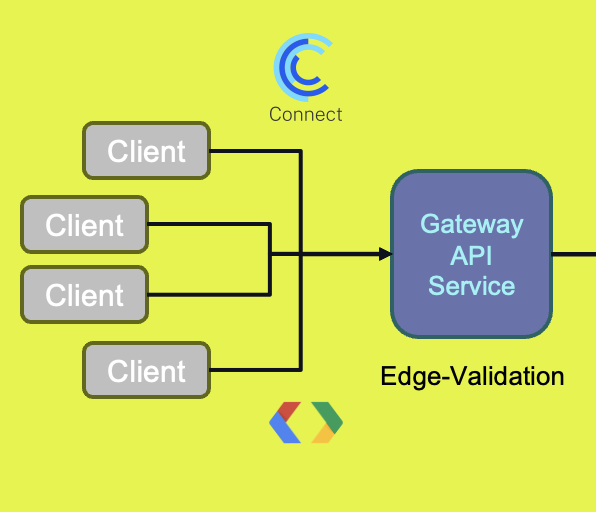 Connect
Client
Client
Client
Client
Gateway
API
Service
Edge-Validation